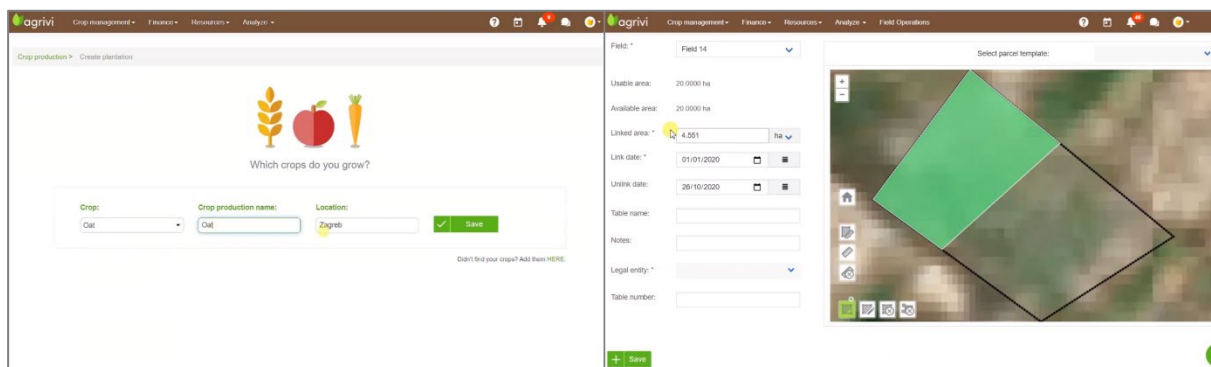 agrivi Crop management Finance Resources Analyze
Crop production > Create plantation
Which crops do you grow?
Crop: Crop production name: Location:
Oat Oat Zagreb Save
Didn't find your crops? Add them HERE.
agrivi Crop management Finance Resources Analyze Field Operations
Field: * Field 14
Select parcel template:
Usable area: 20.0000 ha
Available area: 20.0000 ha
Linked area: * 4.551 ha
Link date: * 01/01/2020
Unlink date: 26/10/2020
Table name:
Notes:
Legal entity: *
Table number:
+ Save